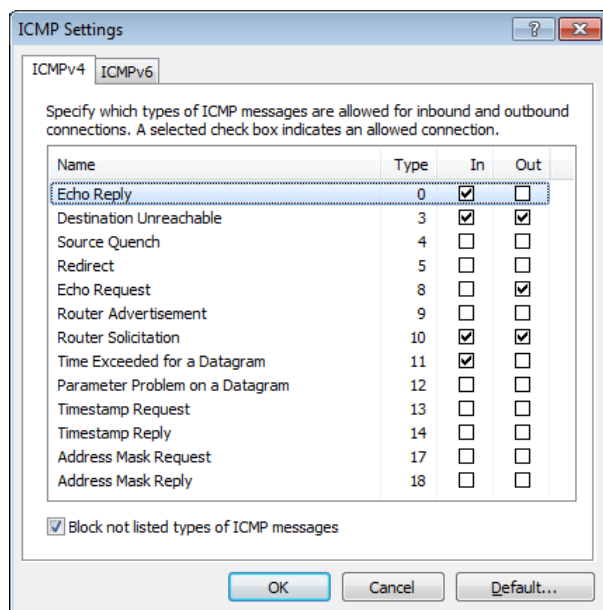 ICMP Settings
ICMPv4 ICMPv6
Specify which types of ICMP messages are allowed for inbound and outbound
connections. A selected check box indicates an allowed connection.
Name Type In Out
Echo Reply 0
Destination Unreachable 3
Source Quench 4
Redirect 5
Echo Request 8
Router Advertisement 9
Router Solicitation 10
Time Exceeded for a Datagram 11
Parameter Problem on a Datagram 12
Timestamp Request 13
Timestamp Reply 14
Address Mask Request 17
Address Mask Reply 18
Block not listed types of ICMP messages
OK Cancel Default...